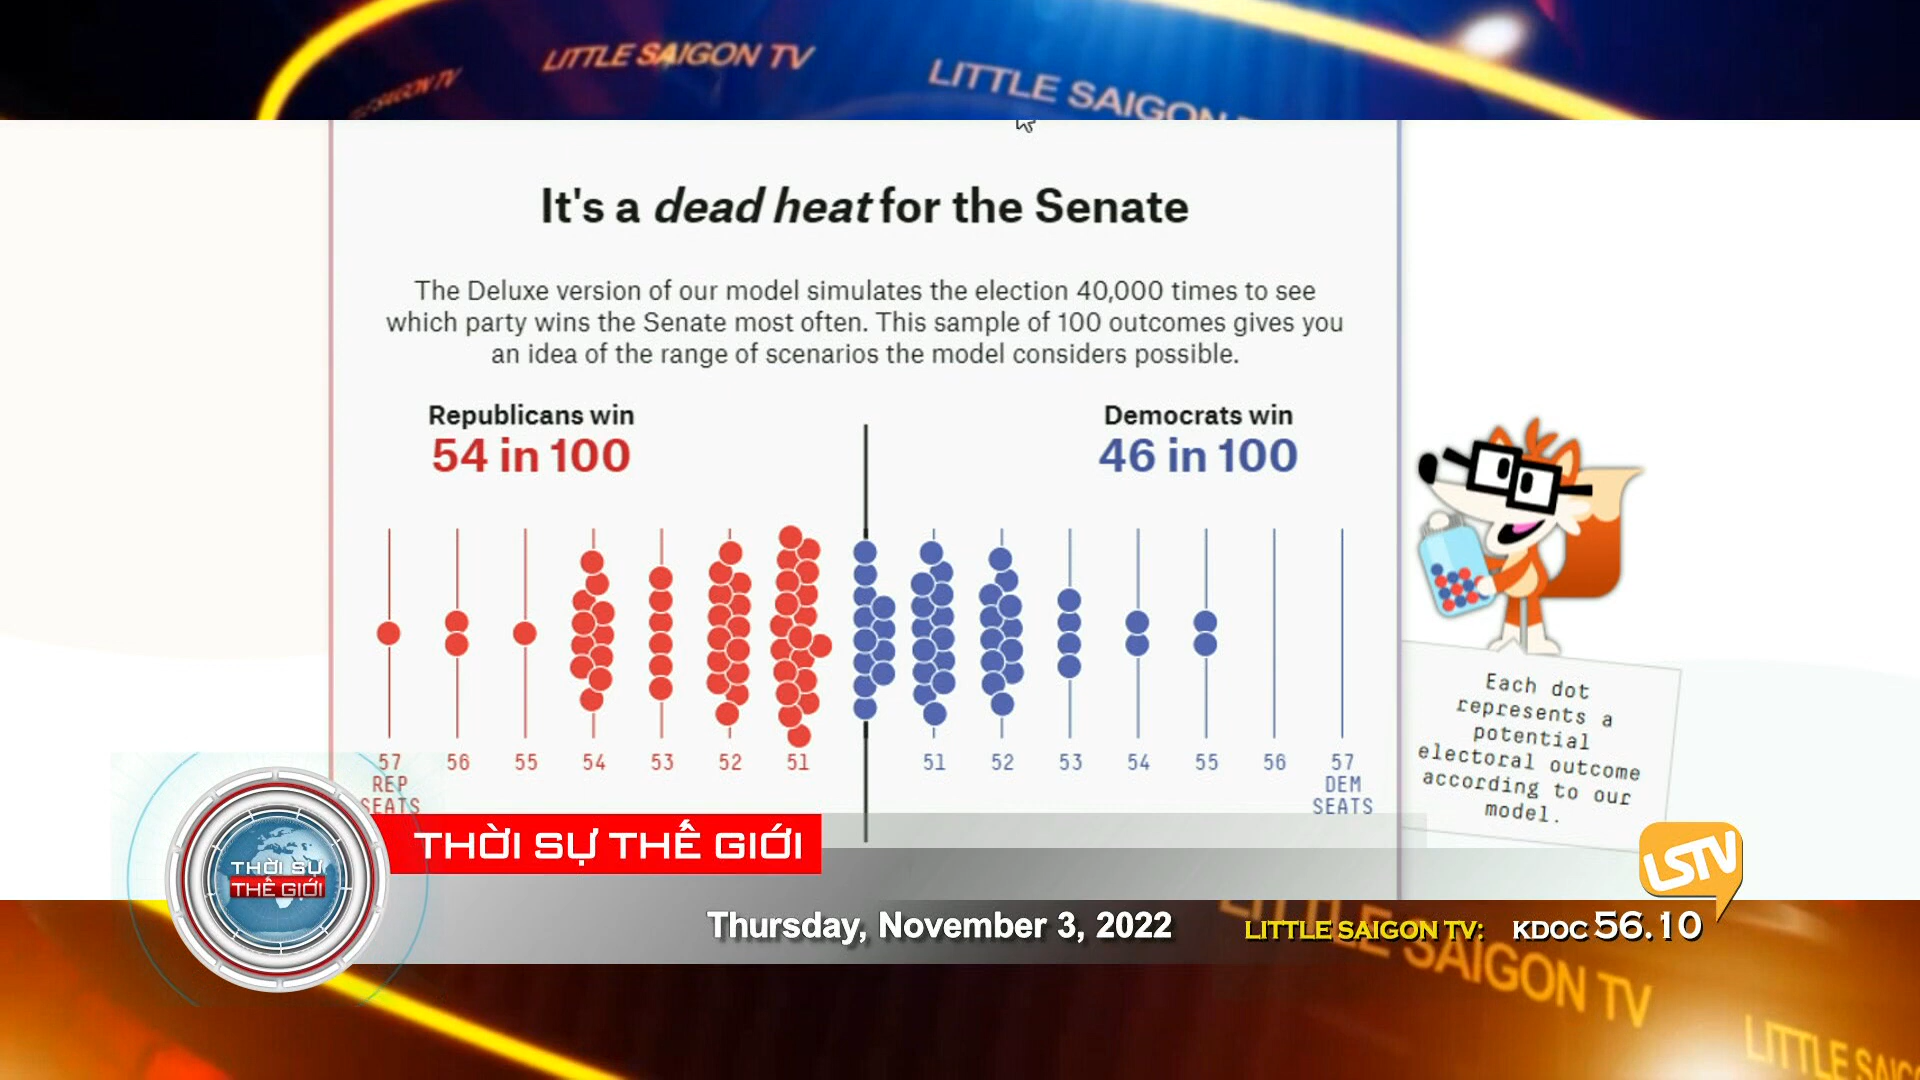 LITTLE SAIGON TV
LITTLE SAIGON T
It's a dead heat for the Senate
The Deluxe version of our model simulates the election 40,000 times to see
which party wins the Senate most often. This sample of 100 outcomes gives you
an idea of the range of scenarios the model considers possible.
Republicans win
54 in 100
Democrats win
46 in 100
57 56 55 54 53 52 51 51 52 53 54 55 56 57
REP
SEATS
DEM
SEATS
Each dot
represents a
potential
electoral outcome
according to our
model.
THỜI SỰ THẾ GIỚI
THỜI SỰ
THẾ GIỚI
LSTV
Thursday, November 3, 2022
LITTLE SAIGON TV: KDOC 56.10
SAIGON TV
LITTLE SAIG